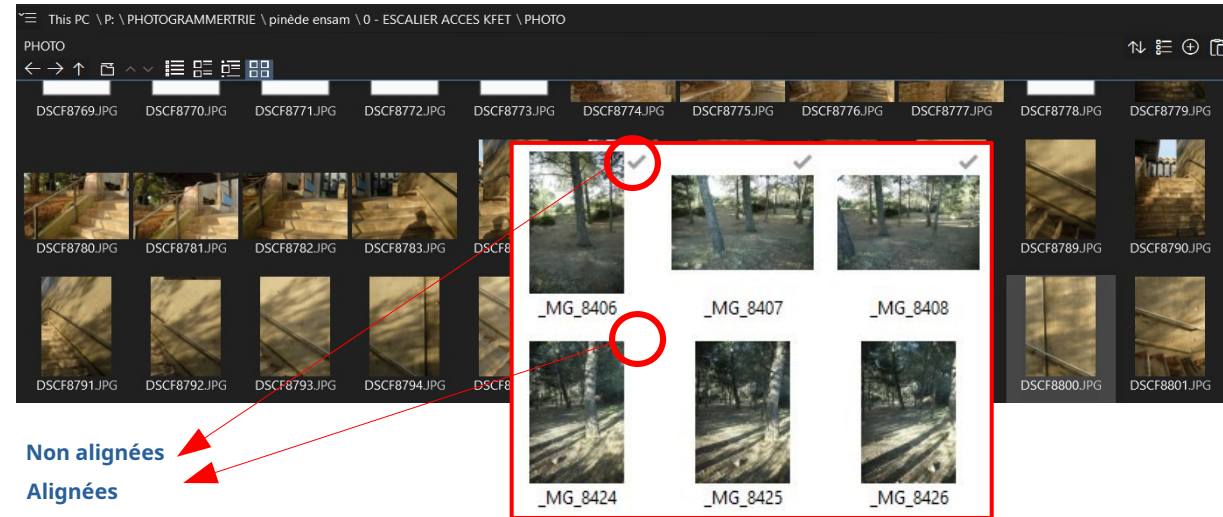 This PC \ P: \ PHOTOGRAMMERTRIE \ pinède ensam \ 0 - ESCALIER ACCES KFET \ PHOTO
PHOTO
DSCF8769.JPG DSCF8770.JPG DSCF8771.JPG DSCF8772.JPG DSCF8773.JPG DSCF8774.JPG DSCF8775.JPG DSCF8776.JPG DSCF8777.JPG DSCF8778.JPG DSCF8779.JPG
DSCF8780.JPG DSCF8781.JPG DSCF8782.JPG DSCF8783.JPG DSCF8789.JPG DSCF8790.JPG
_MG_8406 _MG_8407 _MG_8408
DSCF8791.JPG DSCF8792.JPG DSCF8793.JPG DSCF8794.JPG DSCF8800.JPG DSCF8801.JPG
Non alignées
Alignées
_MG_8424 _MG_8425 _MG_8426